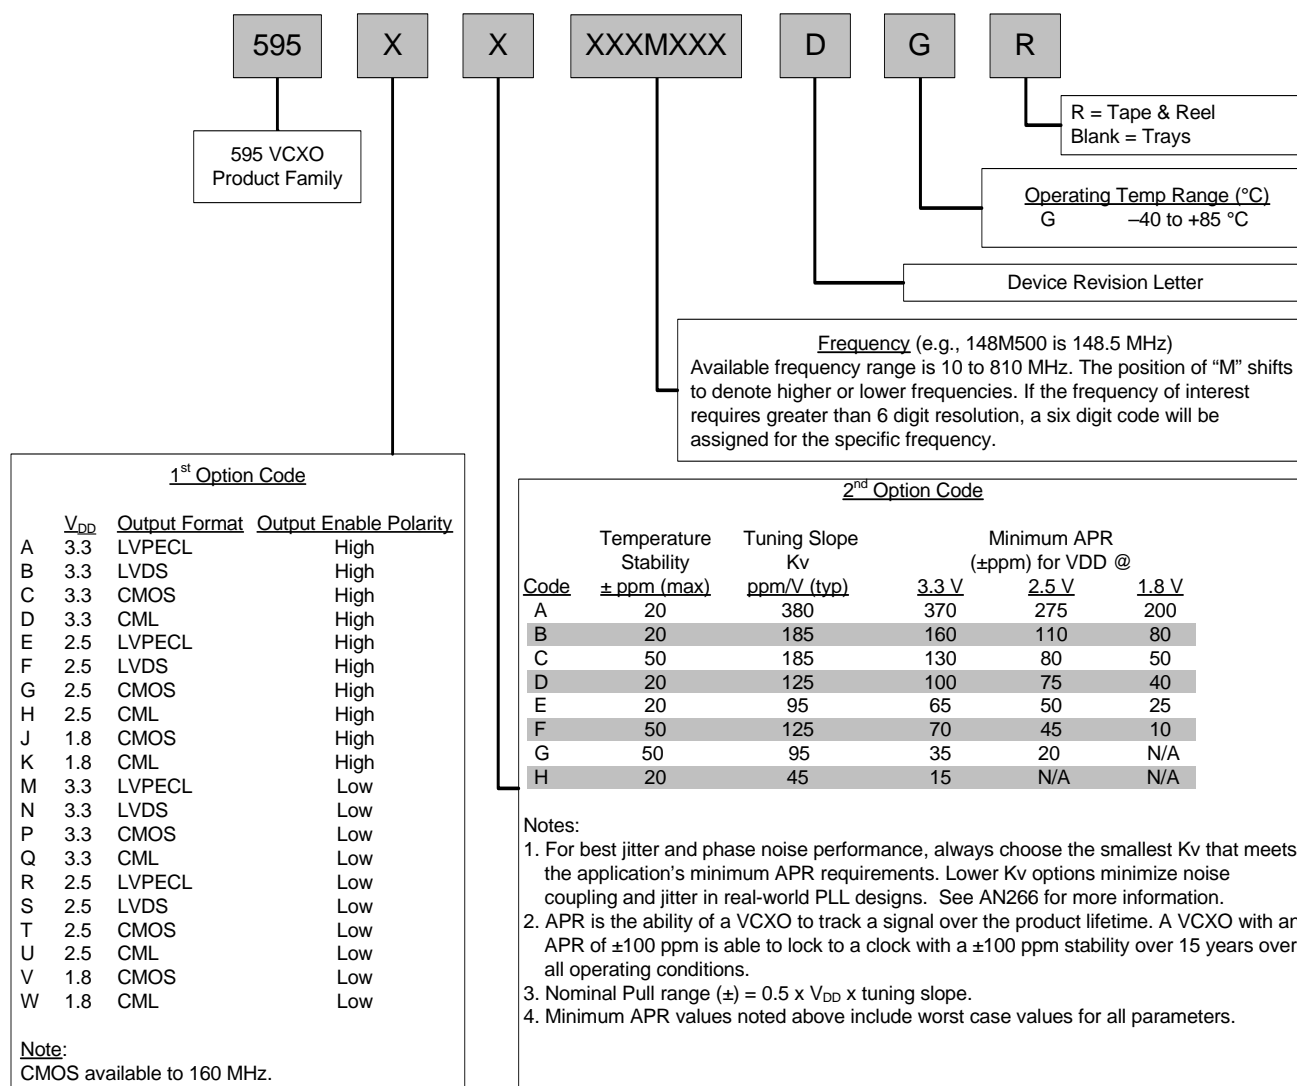 595 X X XXXMXXX D G R
595 VCXO
Product Family
R = Tape & Reel
Blank = Trays
Operating Temp Range (°C)
G –40 to +85 °C
Device Revision Letter
Frequency (e.g., 148M500 is 148.5 MHz)
Available frequency range is 10 to 810 MHz. The position of “M” shifts
to denote higher or lower frequencies. If the frequency of interest
requires greater than 6 digit resolution, a six digit code will be
assigned for the specific frequency.
1st Option Code
VDD Output Format Output Enable Polarity
A 3.3 LVPECL High
B 3.3 LVDS High
C 3.3 CMOS High
D 3.3 CML High
E 2.5 LVPECL High
F 2.5 LVDS High
G 2.5 CMOS High
H 2.5 CML High
J 1.8 CMOS High
K 1.8 CML High
M 3.3 LVPECL Low
N 3.3 LVDS Low
P 3.3 CMOS Low
Q 3.3 CML Low
R 2.5 LVPECL Low
S 2.5 LVDS Low
T 2.5 CMOS Low
U 2.5 CML Low
V 1.8 CMOS Low
W 1.8 CML Low
Note:
CMOS available to 160 MHz.
2nd Option Code
Temperature Tuning Slope Minimum APR
Stability Kv (±ppm) for VDD @
Code ± ppm (max) ppm/V (typ) 3.3 V 2.5 V 1.8 V
A 20 380 370 275 200
B 20 185 160 110 80
C 50 185 130 80 50
D 20 125 100 75 40
E 20 95 65 50 25
F 50 125 70 45 10
G 50 95 35 20 N/A
H 20 45 15 N/A N/A
Notes:
1. For best jitter and phase noise performance, always choose the smallest Kv that meets
the application’s minimum APR requirements. Lower Kv options minimize noise
coupling and jitter in real-world PLL designs. See AN266 for more information.
2. APR is the ability of a VCXO to track a signal over the product lifetime. A VCXO with an
APR of ±100 ppm is able to lock to a clock with a ±100 ppm stability over 15 years over
all operating conditions.
3. Nominal Pull range (±) = 0.5 x VDD x tuning slope.
4. Minimum APR values noted above include worst case values for all parameters.